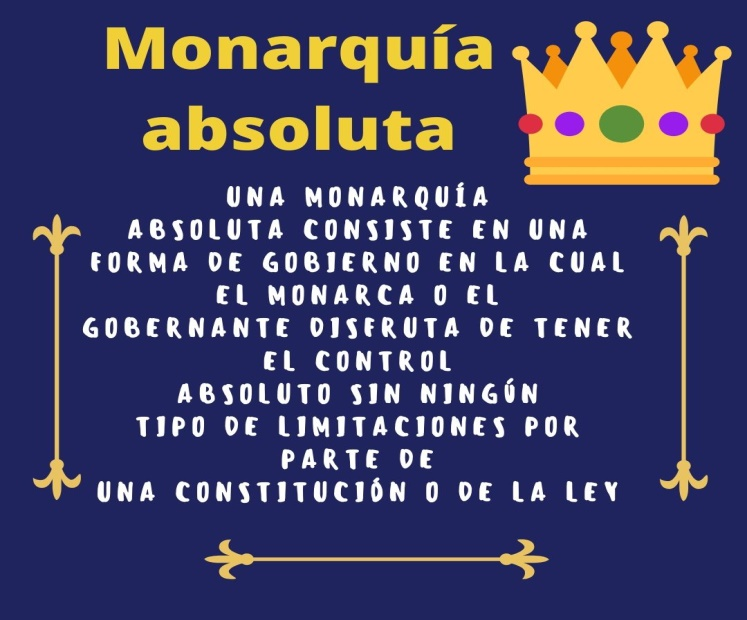 Monarquía
absoluta
UNA MONARQUÍA
ABSOLUTA CONSISTE EN UNA
FORMA DE GOBIERNO EN LA CUAL
EL MONARCA O EL
GOBERNANTE DISFRUTA DE TENER
EL CONTROL
ABSOLUTO SIN NINGÚN
TIPO DE LIMITACIONES POR
PARTE DE
UNA CONSTITUCIÓN O DE LA LEY